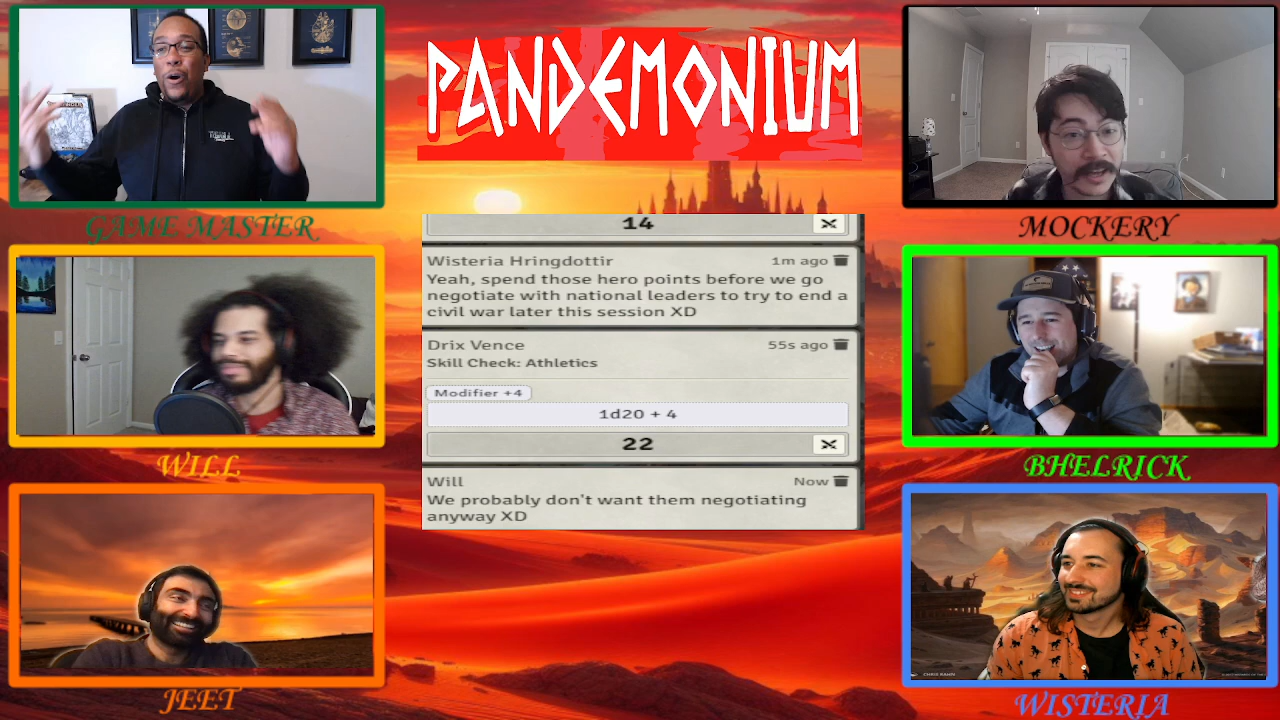 PANDEMONIUM
GAME MASTER
MOCKERY
14
Wisteria Hringdottir 1m ago
Yeah, spend those hero points before we go
negotiate with national leaders to try to end a
civil war later this session XD
Drix Vence 55s ago
Skill Check: Athletics
Modifier +4
1d20 + 4
22
Will Now
We probably don't want them negotiating
anyway XD
WILL
BHELRICK
JEET
WISTERIA